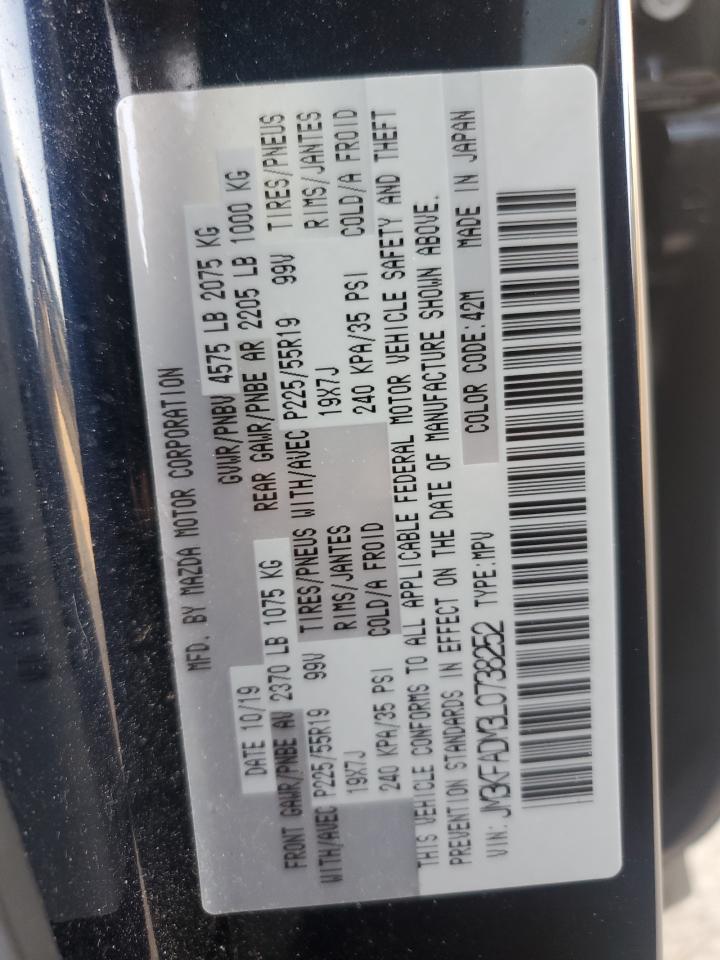 MFD. BY MAZDA MOTOR CORPORATION
DATE 10/19 GVWR/PNBV 4575 LB 2075 KG
FRONT GAWR/PNBE AV 2370 LB 1075 KG REAR GAWR/PNBE AR 2205 LB 1000 KG
WITH/AVEC P225/55R19 99V TIRES/PNEUS WITH/AVEC P225/55R19 99V TIRES/PNEUS
19X7J RIMS/JANTES 19X7J RIMS/JANTES
240 KPA/35 PSI COLD/A FROID 240 KPA/35 PSI COLD/A FROID
THIS VEHICLE CONFORMS TO ALL APPLICABLE FEDERAL MOTOR VEHICLE SAFETY AND THEFT
PREVENTION STANDARDS IN EFFECT ON THE DATE OF MANUFACTURE SHOWN ABOVE.
VIN: JM3KFADM3L0738252 TYPE:MPV COLOR CODE:42M MADE IN JAPAN